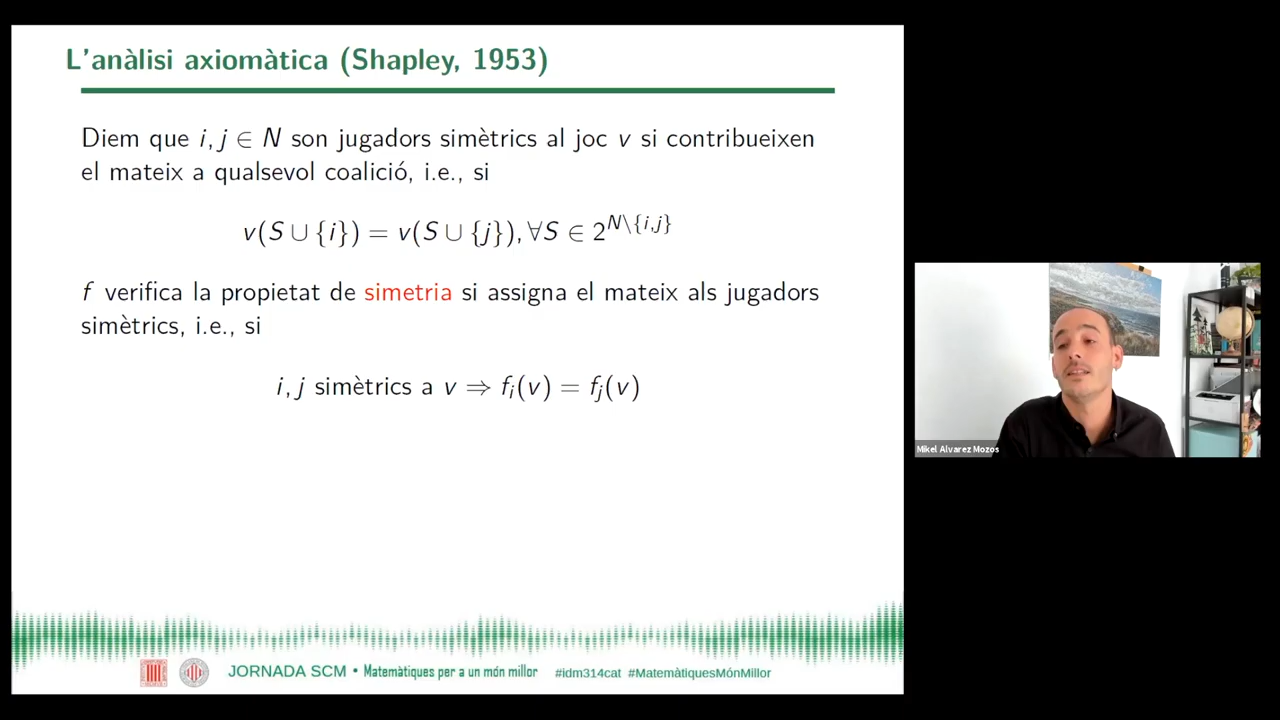 L'anàlisi axiomàtica (Shapley, 1953)
Diem que i, j ∈ N son jugadors simètrics al joc v si contribueixen
el mateix a qualsevol coalició, i.e., si
v(S ∪ {i}) = v(S ∪ {j}), ∀S ∈ 2^{N\{i,j}}
f verifica la propietat de simetria si assigna el mateix als jugadors
simètrics, i.e., si
i, j simètrics a v ⇒ f_i(v) = f_j(v)
Mikel Alvarez Mozos
JORNADA SCM • Matemàtiques per a un món millor #idm314cat #MatemàtiquesMónMillor